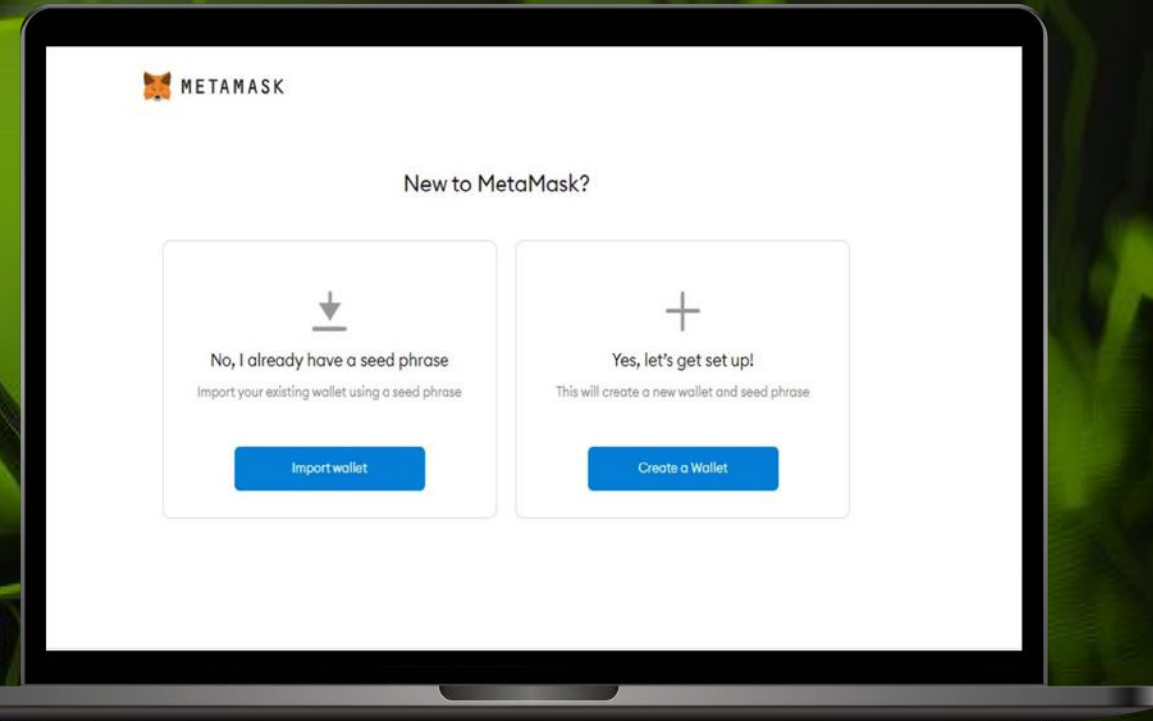 METAMASK
New to MetaMask?
No, I already have a seed phrase
Import your existing wallet using a seed phrase
Import wallet
Yes, let's get set up!
This will create a new wallet and seed phrase
Create a Wallet